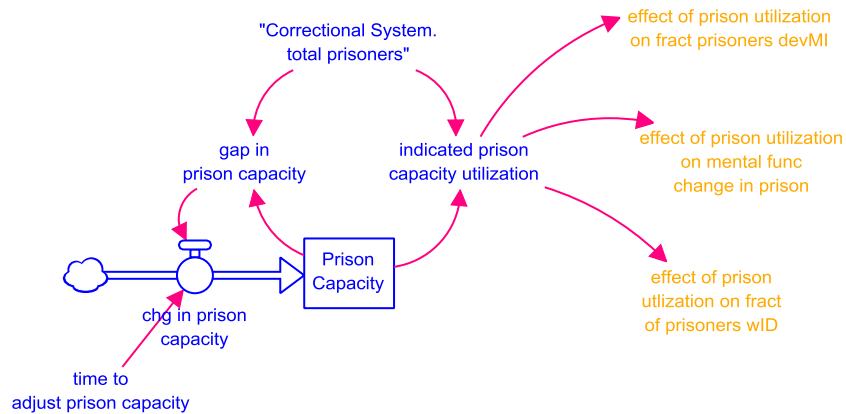 "Correctional System.
total prisoners"
effect of prison utilization
on fract prisoners devMI
gap in
prison capacity
indicated prison
capacity utilization
effect of prison utilization
on mental func
change in prison
Prison
Capacity
effect of prison
utlization on fract
of prisoners wID
chg in prison
capacity
time to
adjust prison capacity